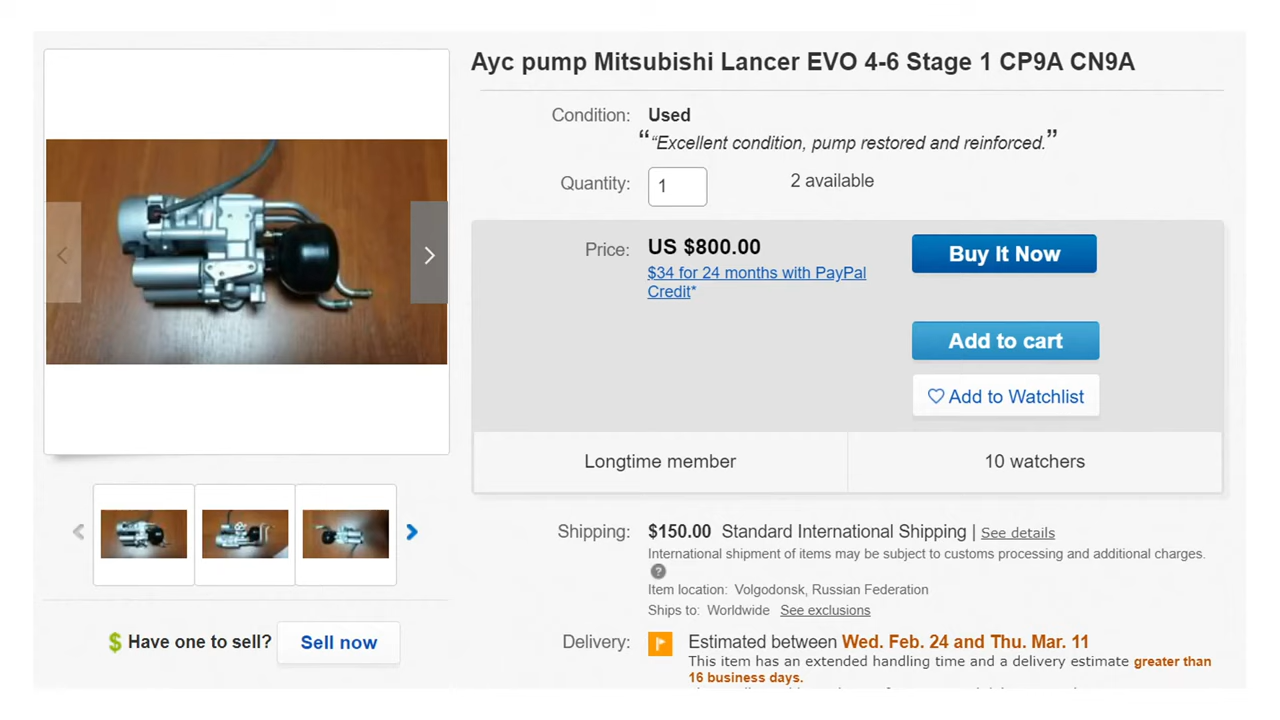 Ayc pump Mitsubishi Lancer EVO 4-6 Stage 1 CP9A CN9A
Condition: Used
““Excellent condition, pump restored and reinforced.”
Quantity: 1 2 available
Price: US $800.00
$34 for 24 months with PayPal
Credit*
Buy It Now
Add to cart
Add to Watchlist
Longtime member 10 watchers
Shipping: $150.00 Standard International Shipping | See details
International shipment of items may be subject to customs processing and additional charges.
?
Item location: Volgodonsk, Russian Federation
Ships to: Worldwide See exclusions
Delivery: Estimated between Wed. Feb. 24 and Thu. Mar. 11
This item has an extended handling time and a delivery estimate greater than
16 business days.
$ Have one to sell? Sell now